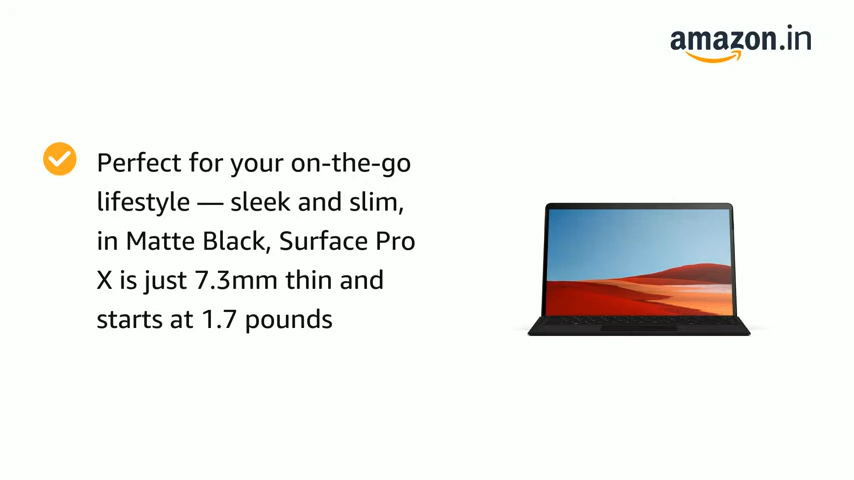 amazon.in
Perfect for your on-the-go
lifestyle — sleek and slim,
in Matte Black, Surface Pro
X is just 7.3mm thin and
starts at 1.7 pounds